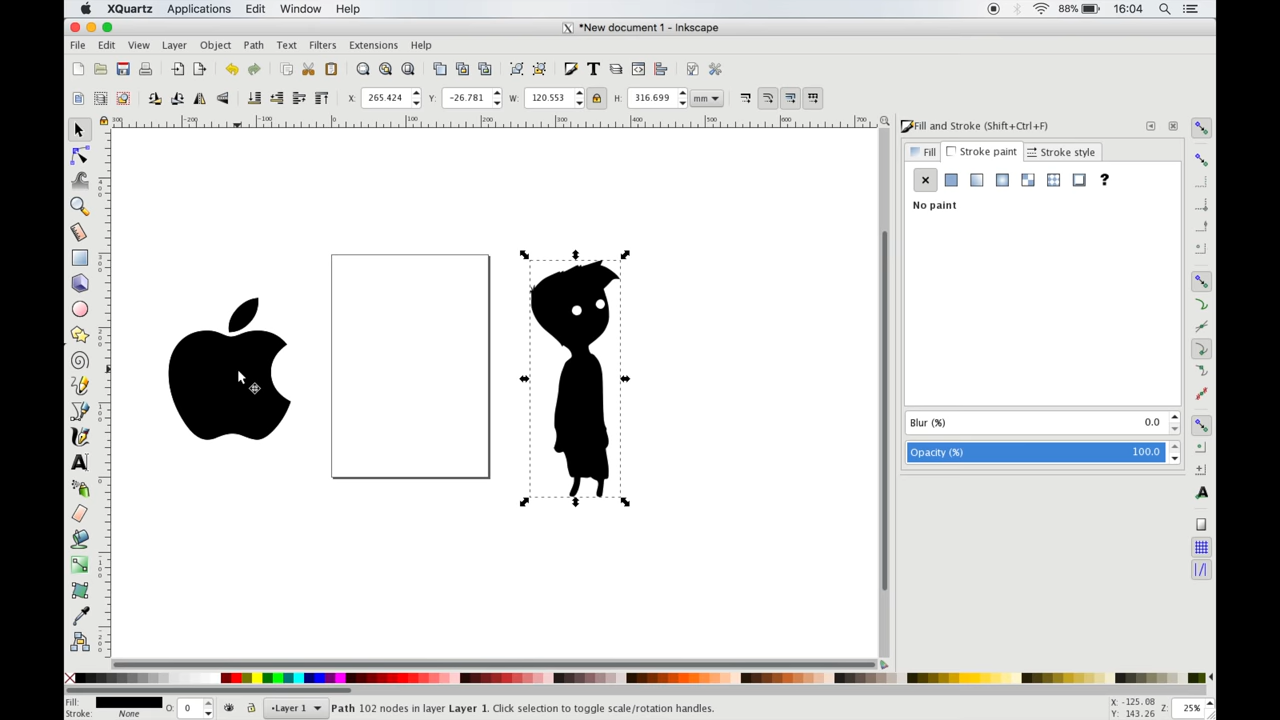 XQuartz Applications Edit Window Help 88% 16:04
*New document 1 - Inkscape
File Edit View Layer Object Path Text Filters Extensions Help
X: 265.424 Y: -26.781 W: 120.553 H: 316.699 mm
Fill and Stroke (Shift+Ctrl+F)
Fill Stroke paint Stroke style
No paint
Blur (%) 0.0
Opacity (%) 100.0
Fill: O: 0 Layer 1 Path 102 nodes in layer Layer 1. Click selection to toggle scale/rotation handles. X: -125.08 Z: 25%
Stroke: None Y: 143.26